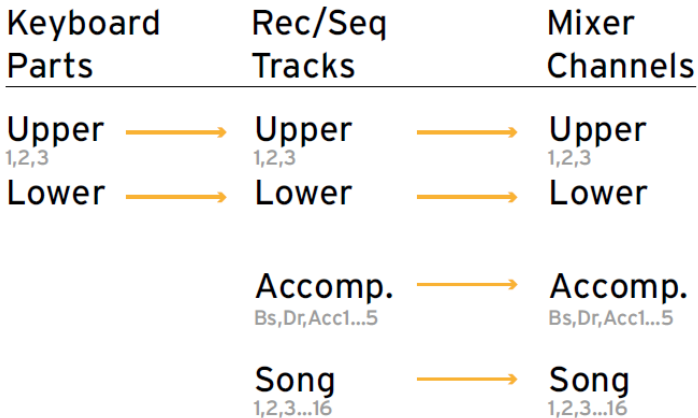 Keyboard Rec/Seq Mixer
Parts Tracks Channels
Upper Upper Upper
1,2,3 1,2,3 1,2,3
Lower Lower Lower
Accomp. Accomp.
Bs,Dr,Acc1...5 Bs,Dr,Acc1...5
Song Song
1,2,3...16 1,2,3...16